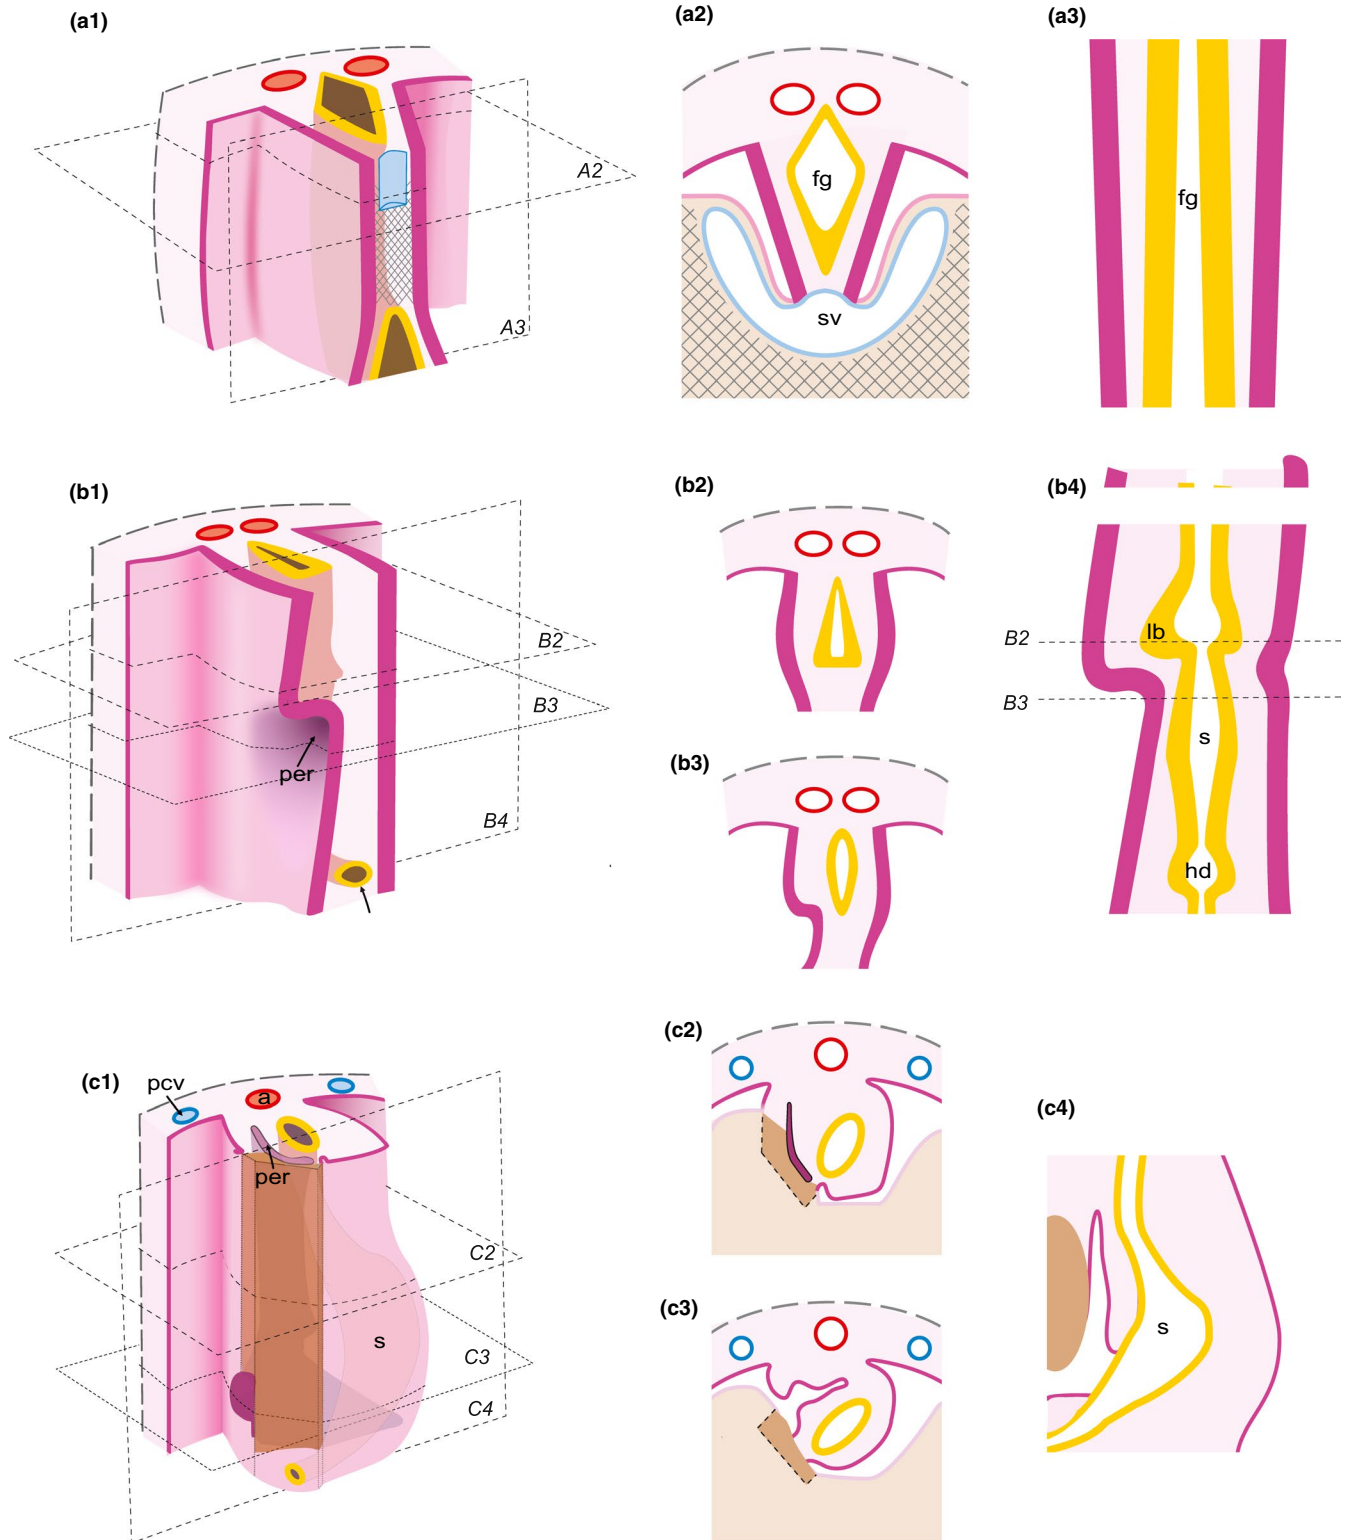 (a1)
(a2)
(a3)
A2
A3
fg
sv
fg
(b1)
(b2)
(b3)
(b4)
B2
B3
B4
per
lb
B2
B3
s
hd
(c1)
(c2)
(c3)
(c4)
pcv
a
per
s
C2
C3
C4
s